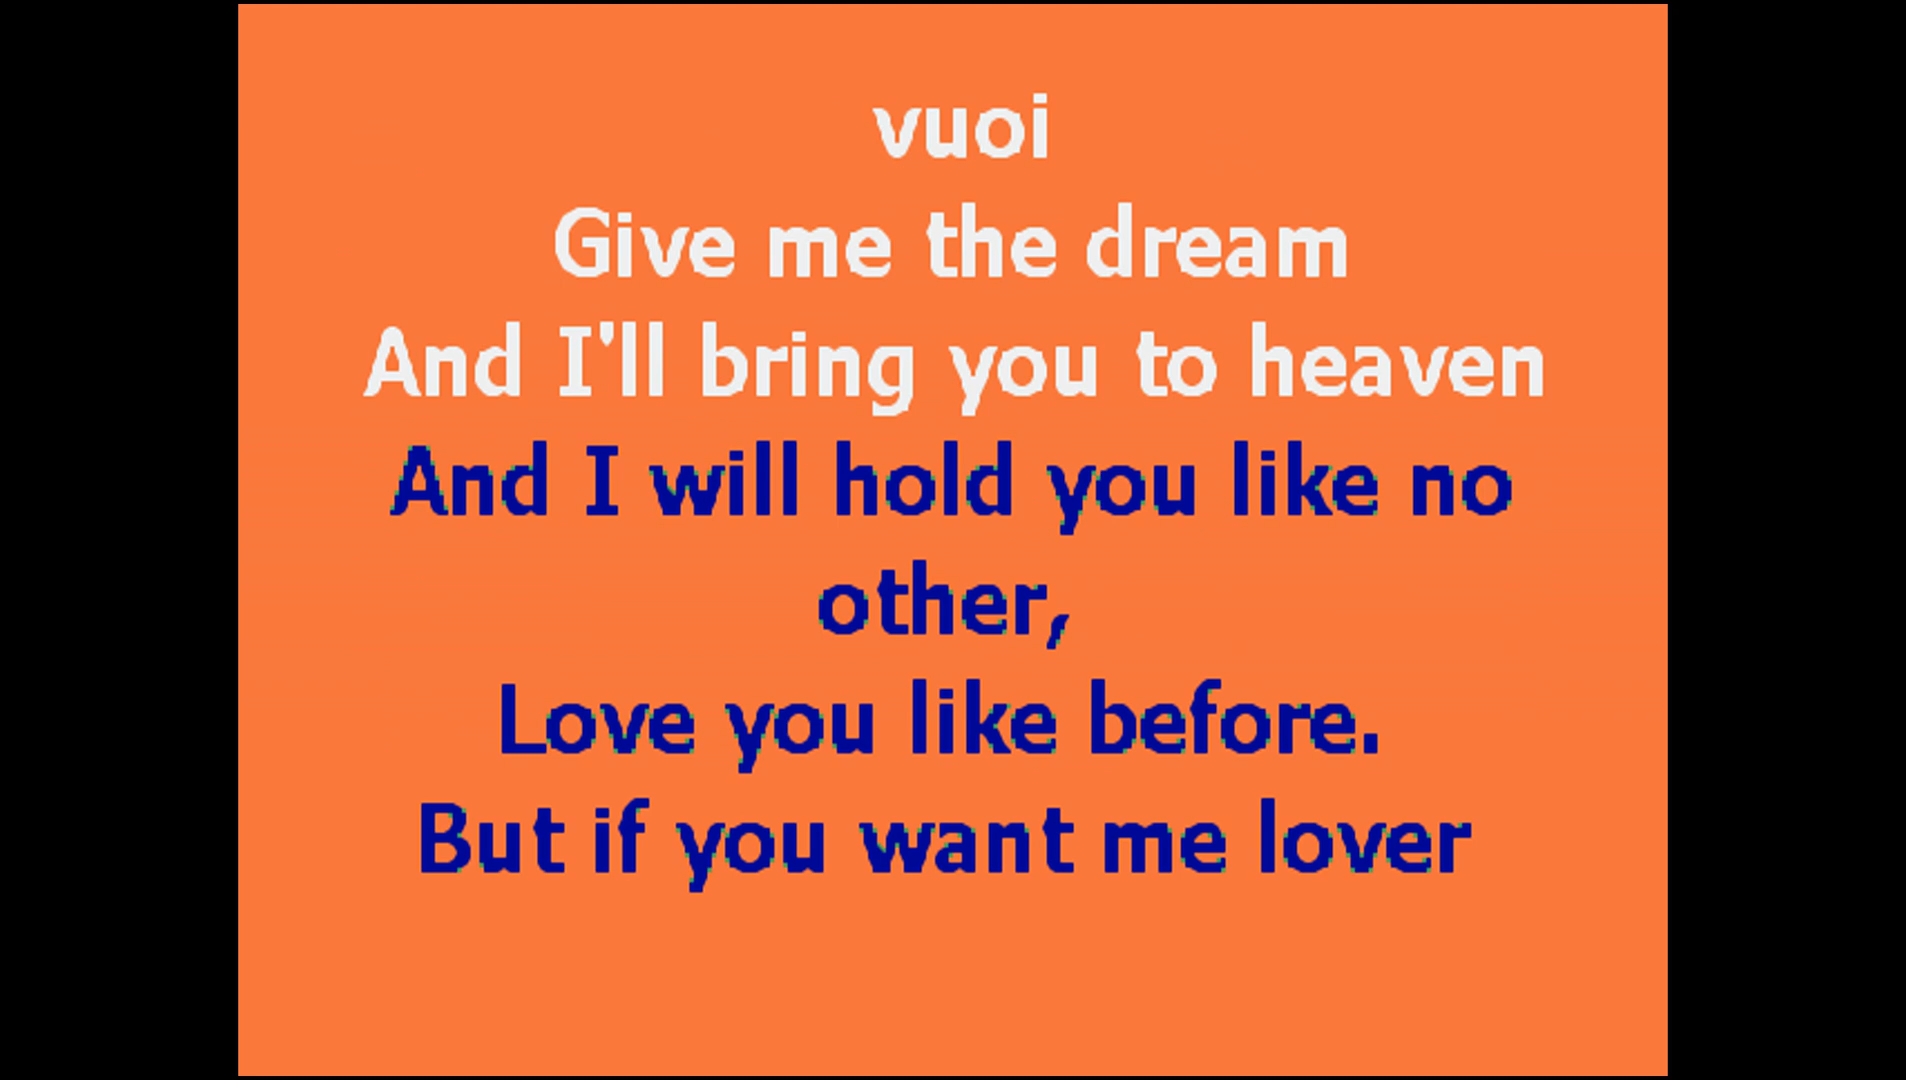 vuoi
Give me the dream
And I'll bring you to heaven
And I will hold you like no
other,
Love you like before.
But if you want me lover